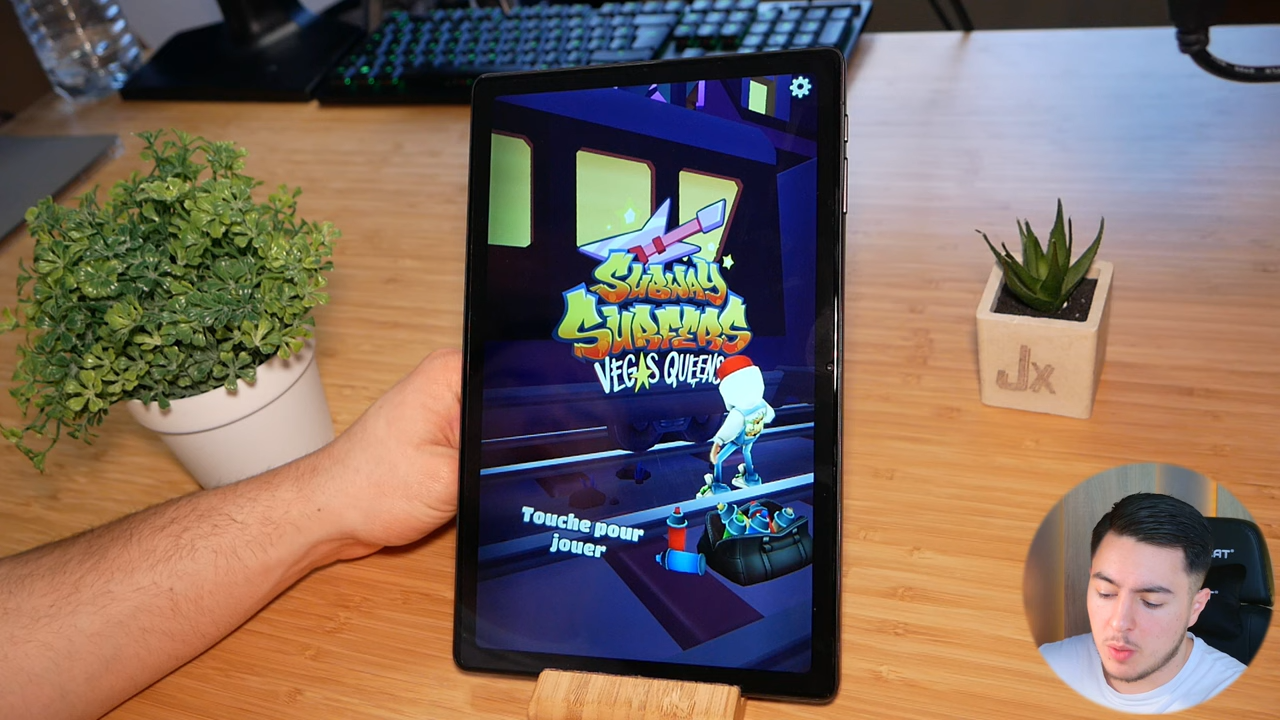 SUBWAY
SURFERS
VEGAS QUEENS
Touche pour
jouer
Jx